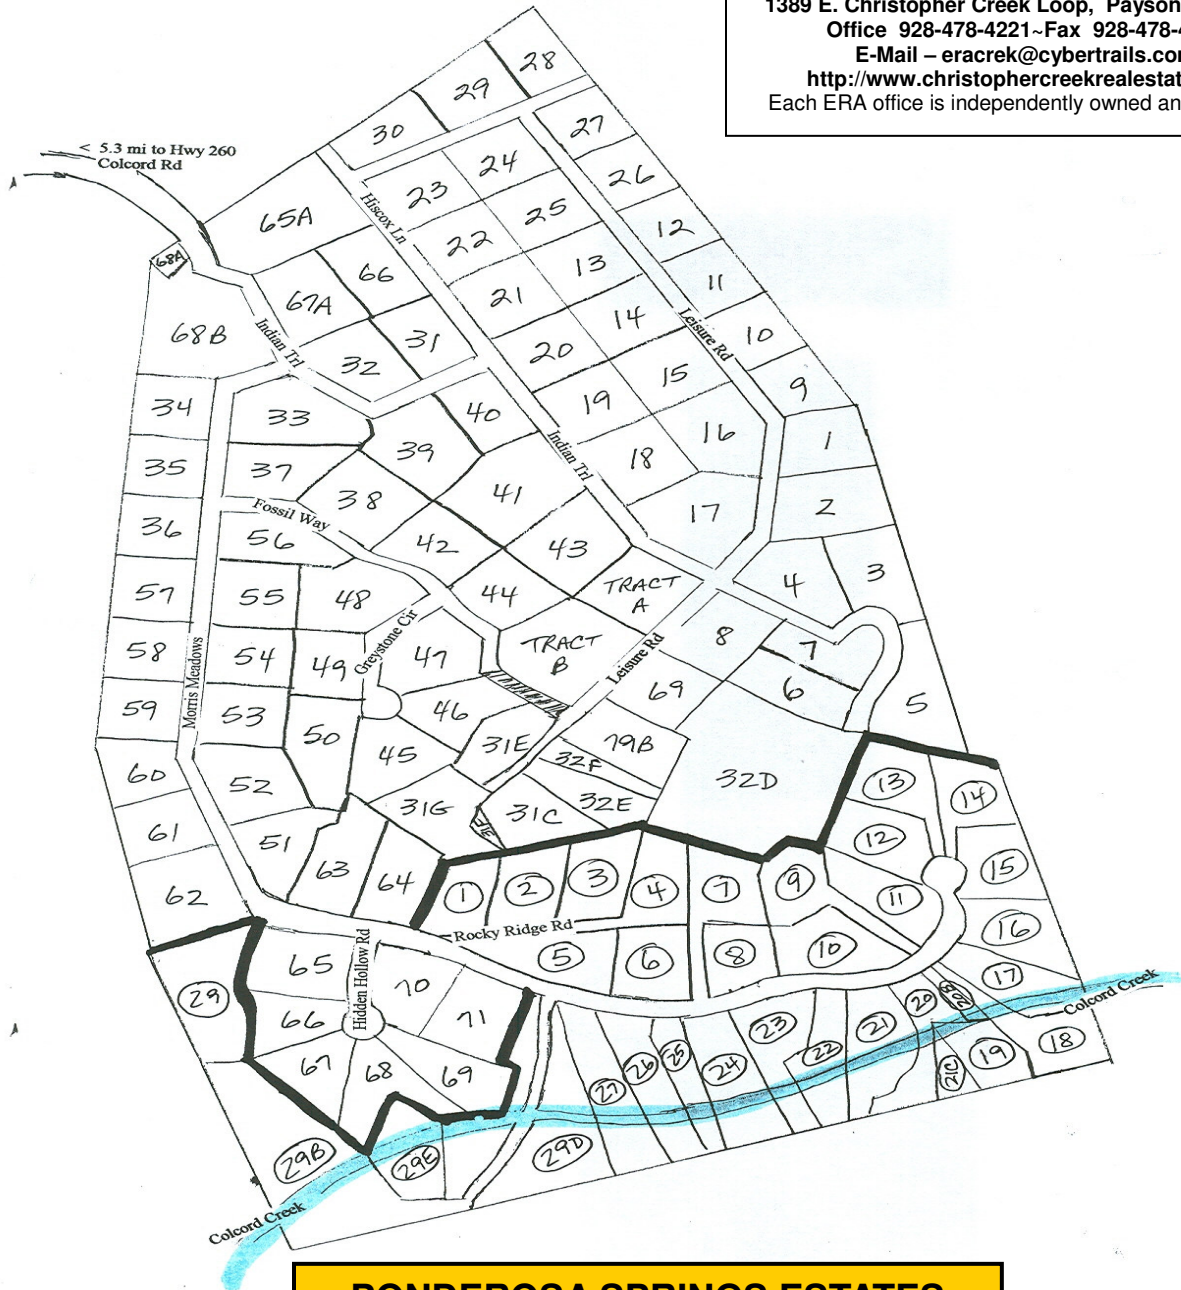 1389 E. Christopher Creek Loop, Payson
Office 928-478-4221~Fax 928-478-
E-Mail – eracrek@cybertrails.co
http://www.christophercreekrealestat
Each ERA office is independently owned an
28
29
30
27
< 5.3 mi to Hwy 260
Colcord Rd
24
23
26
65A
Hiscox Ln
25
22
12
68A
66
13
11
67A
21
14
Leisure Rd
68B
Indian Trl
31
20
10
32
15
9
34
33
40
19
16
1
39
Indian Trl
18
35
37
41
2
38
17
Fossil Way
36
56
42
43
3
57
55
48
44
TRACT
A
4
Greystone Cir
8
7
58
54
49
47
TRACT
B
Leisure Rd
6
Morris Meadows
69
5
59
53
50
46
31E
79B
45
32F
60
52
32D
13
14
31G
31C
32E
61
51
12
15
63
64
1
2
3
4
7
9
11
62
Rocky Ridge Rd
16
65
Hidden Hollow Rd
70
5
6
8
10
29
17
Colcord Creek
66
71
20
23
21
18
67
68
69
27
26
25
24
22
21C
19
29B
29E
29D
Colcord Creek
PONDEROSA SPRINGS ESTATES